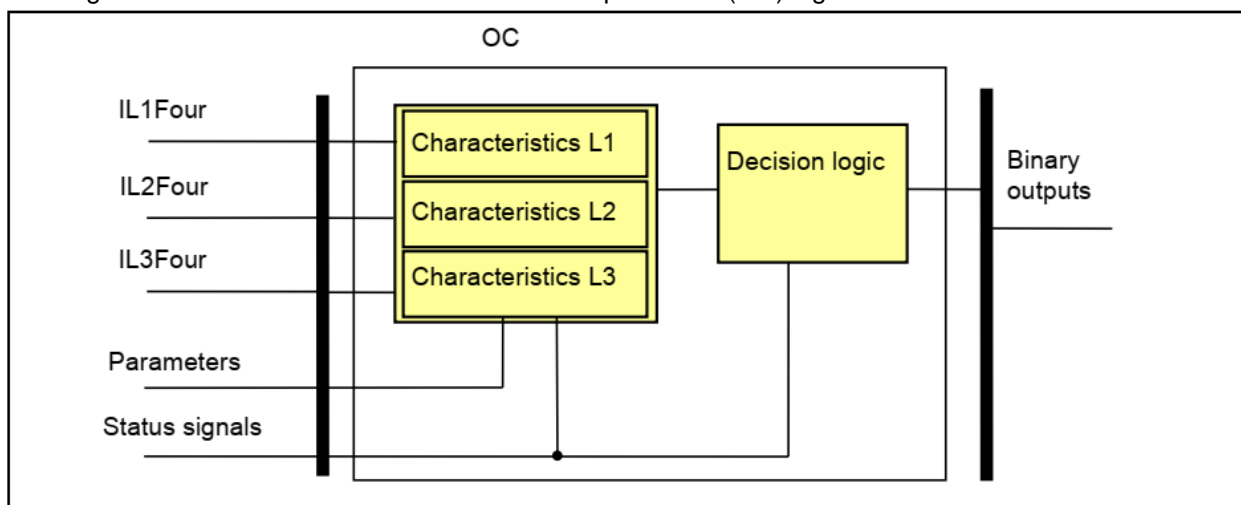 OC
IL1Four
IL2Four
IL3Four
Parameters
Status signals
Characteristics L1
Characteristics L2
Characteristics L3
Decision logic
Binary
outputs